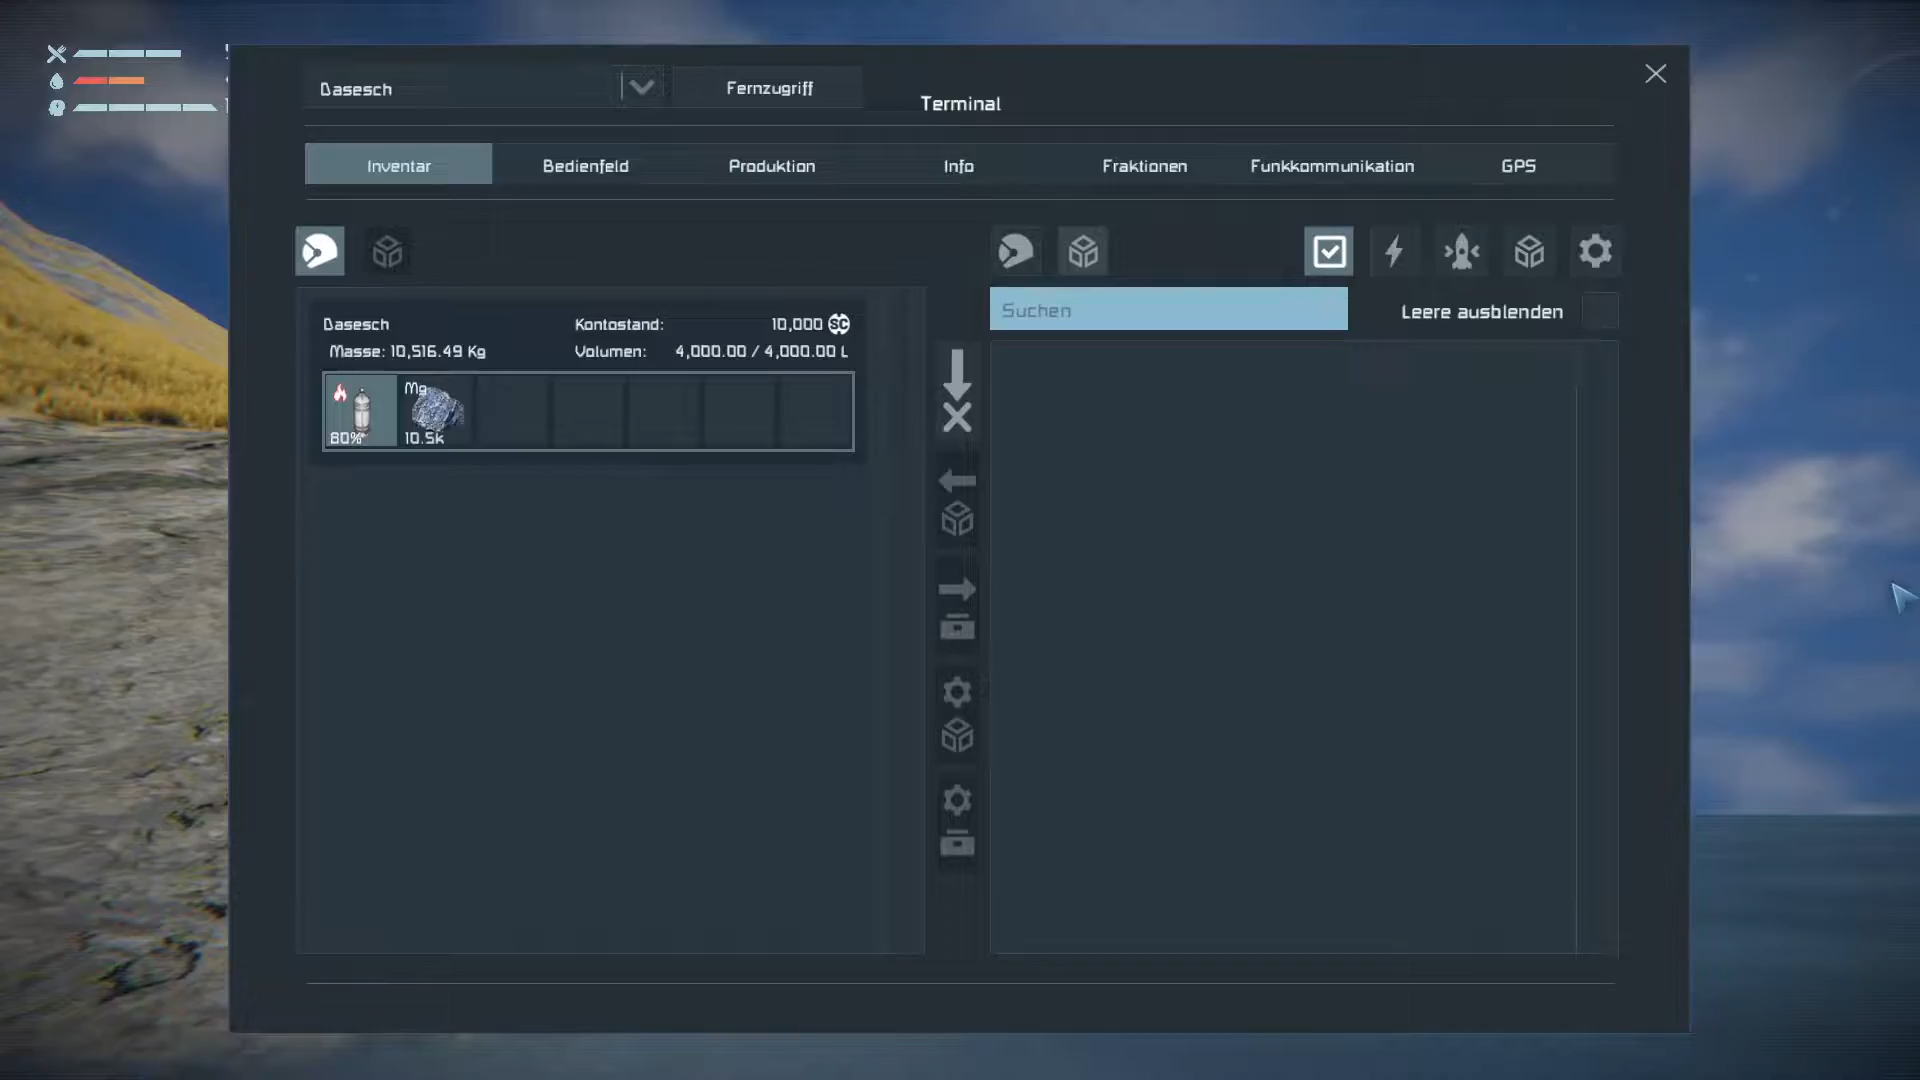 Dasesch
Fernzugriff
Terminal
Inventar
Bedienfeld
Produktion
Info
Fraktionen
Funkkommunikation
GPS
Suchen
Leere ausblenden
Dasesch
Kontostand:
10,000 SC
Masse: 10,516.49 Kg
Volumen:
4,000.00 / 4,000.00 L
80%
Mg
10.5k